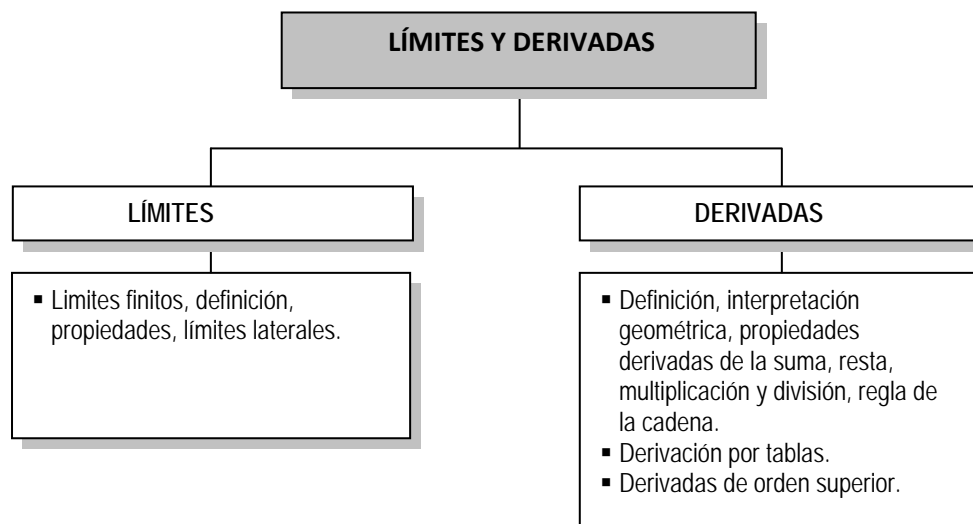 LÍMITES Y DERIVADAS
LÍMITES
▪ Limites finitos, definición,
propiedades, límites laterales.
DERIVADAS
▪ Definición, interpretación
geométrica, propiedades
derivadas de la suma, resta,
multiplicación y división, regla de
la cadena.
▪ Derivación por tablas.
▪ Derivadas de orden superior.